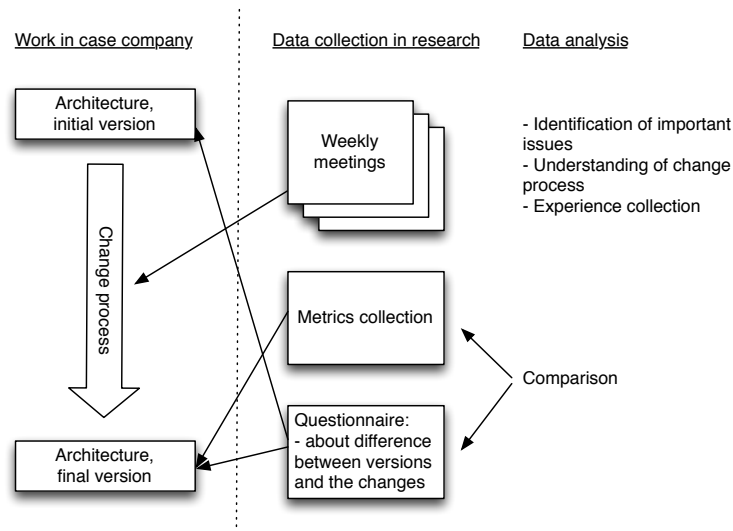 Work in case company
Data collection in research
Data analysis
Architecture,
initial version
Change process
Architecture,
final version
Weekly
meetings
Metrics collection
Questionnaire:
- about difference
between versions
and the changes
- Identification of important
issues
- Understanding of change
process
- Experience collection
Comparison